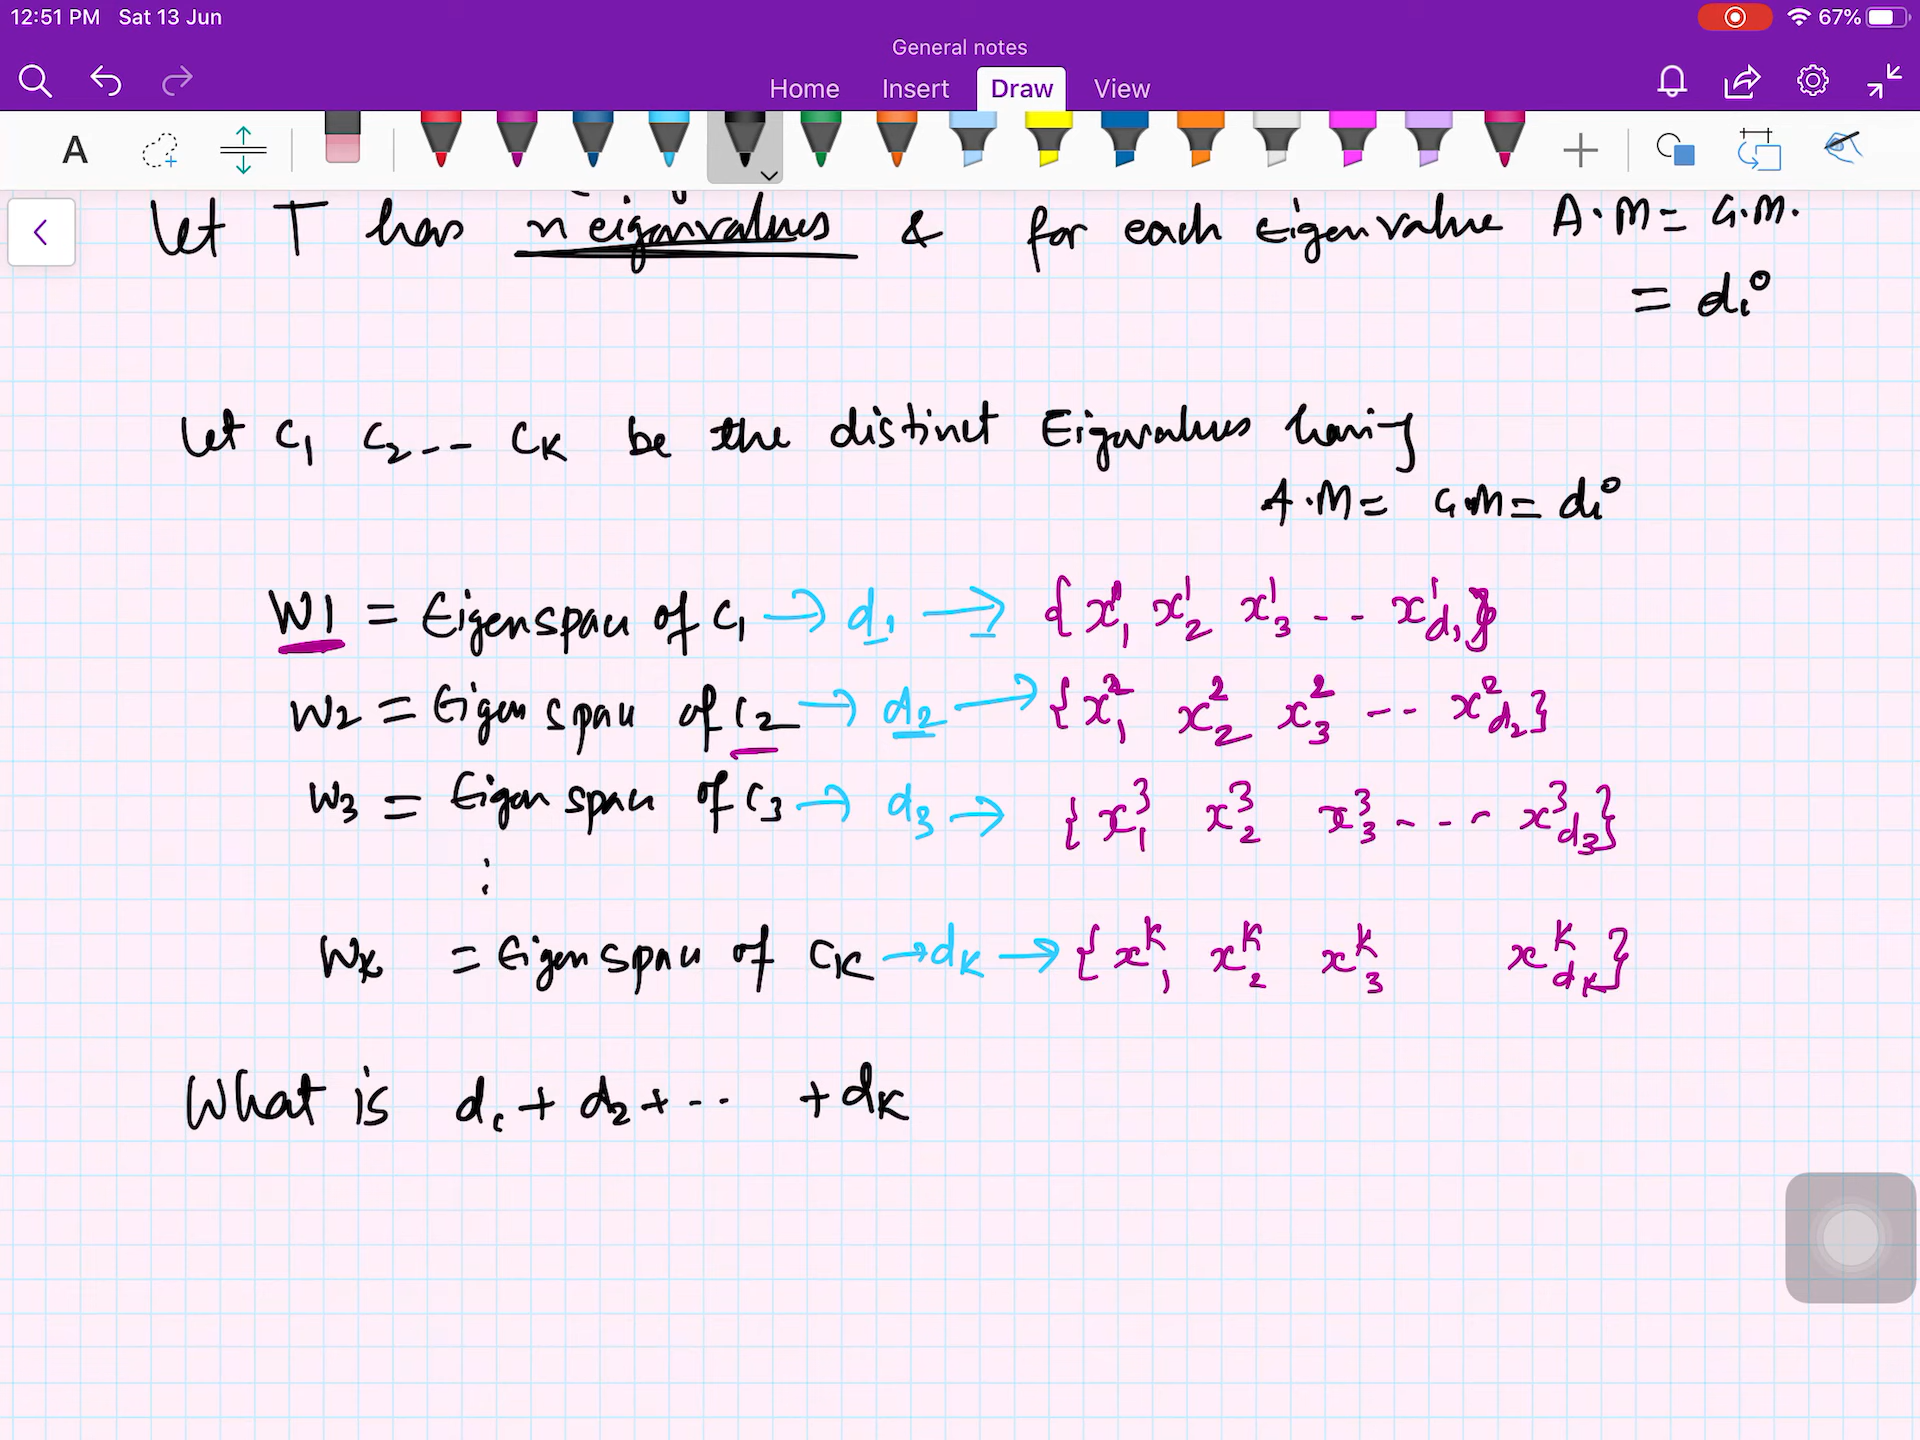 12:51 PM Sat 13 Jun
67%
General notes
Home Insert Draw View
A
Let T has n eigenvalues & for each Eigenvalue A.M = G.M.
= di
Let C1 C2 -- CK be the distinct Eigenvalues having
A.M = G.M = di
W1 = Eigenspace of C1 → d1 → {x¹₁ x¹₂ x¹₃ -- x¹d₁}
W2 = Eigen space of C2 → d2 → {x²₁ x²₂ x²₃ -- x²d₂}
W3 = Eigen space of C3 → d3 → {x³₁ x³₂ x³₃ --- x³d₃}
:
WK = Eigen space of CK → dK → {xᴷ₁ xᴷ₂ xᴷ₃ xᴷdK}
What is d1 + d2 + -- + dK